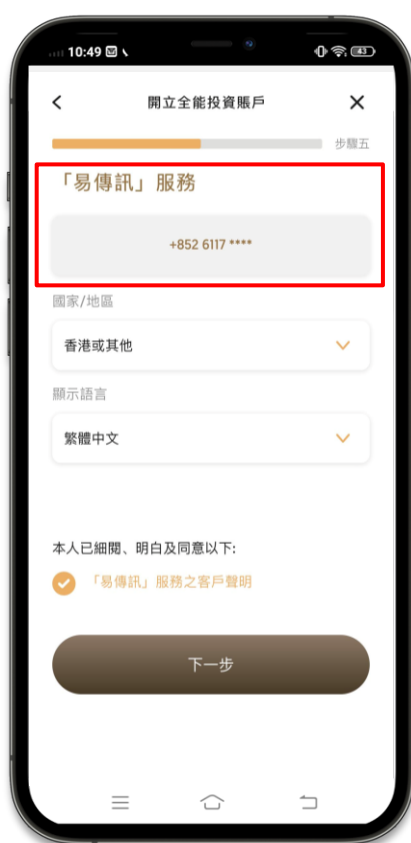 10:49
43
開立全能投資賬戶
步驟五
「易傳訊」服務
+852 6117 ****
國家/地區
香港或其他
顯示語言
繁體中文
本人已細閱、明白及同意以下:
「易傳訊」服務之客戶聲明
下一步